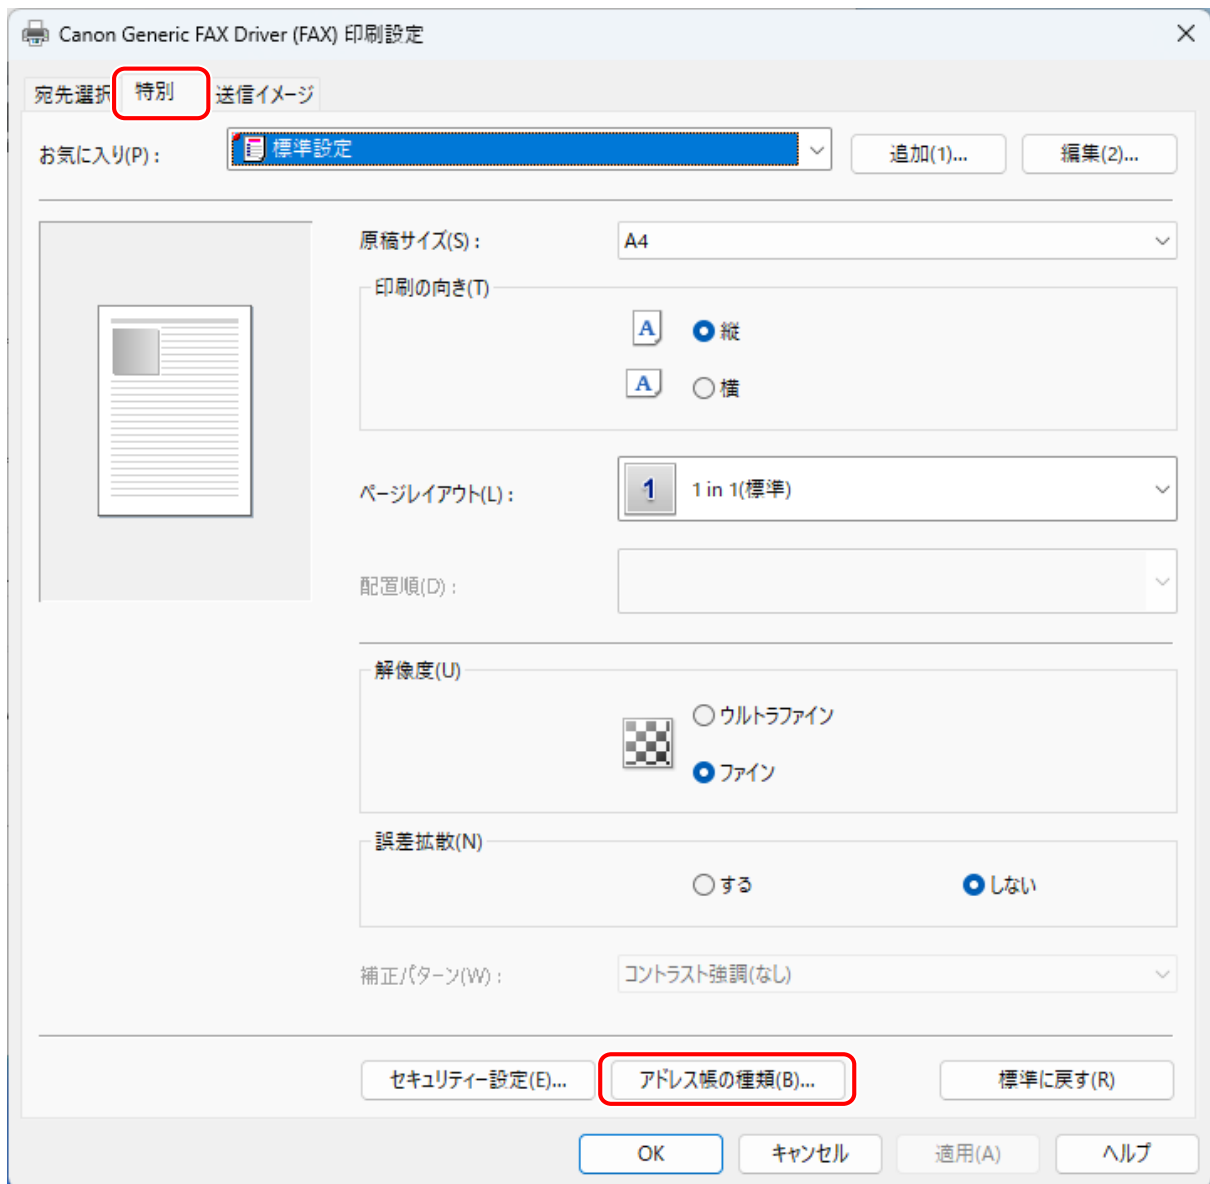 Canon Generic FAX Driver (FAX) 印刷設定
宛先選択 特別 送信イメージ
お気に入り(P): 標準設定 追加(1)... 編集(2)...
原稿サイズ(S): A4
印刷の向き(T)
A 縦
A 横
ページレイアウト(L): 1 1 in 1(標準)
配置順(D):
解像度(U)
ウルトラファイン
ファイン
誤差拡散(N)
する しない
補正パターン(W): コントラスト強調(なし)
セキュリティー設定(E)... アドレス帳の種類(B)... 標準に戻す(R)
OK キャンセル 適用(A) ヘルプ